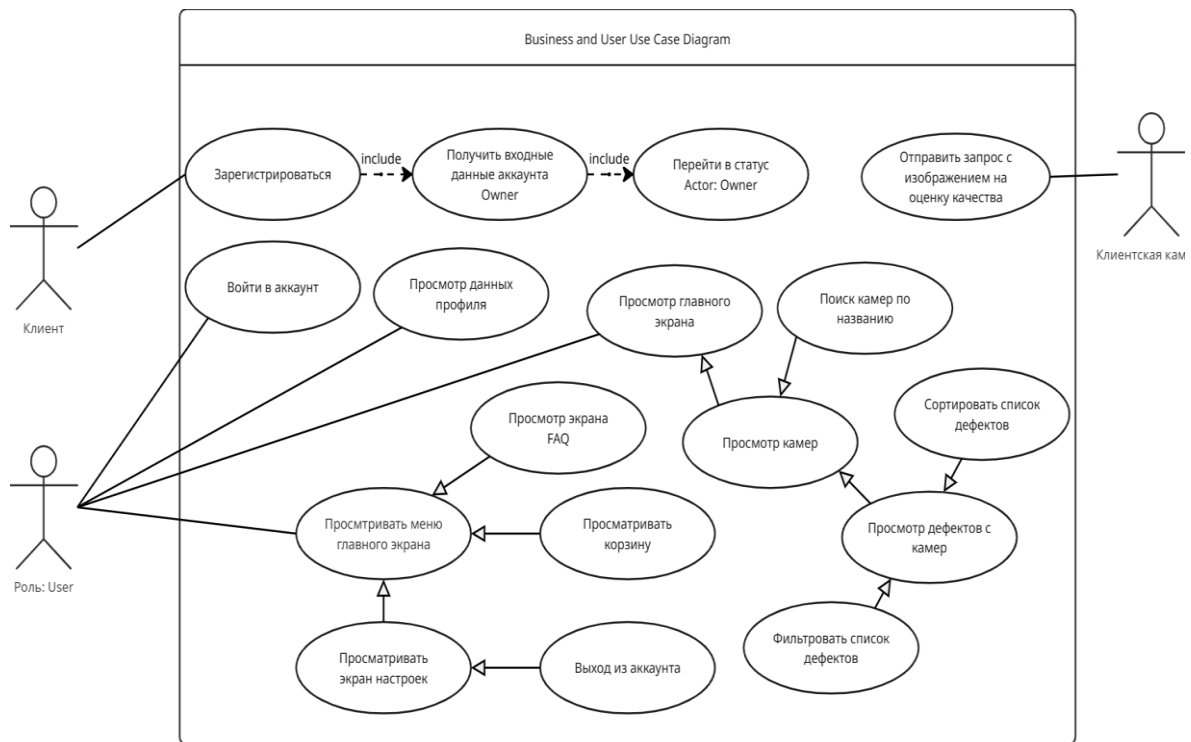 Business and User Use Case Diagram
Зарегистрироваться
include
Получить входные
данные аккаунта
Owner
include
Перейти в статус
Actor: Owner
Отправить запрос с
изображением на
оценку качества
Клиентская кам
Клиент
Войти в аккаунт
Просмотр данных
профиля
Просмотр главного
экрана
Поиск камер по
названию
Просмотр экрана
FAQ
Просмотр камер
Сортировать список
дефектов
Просмтривать меню
главного экрана
Просматривать
корзину
Просмотр дефектов с
камер
Роль: User
Просматривать
экран настроек
Выход из аккаунта
Фильтровать список
дефектов